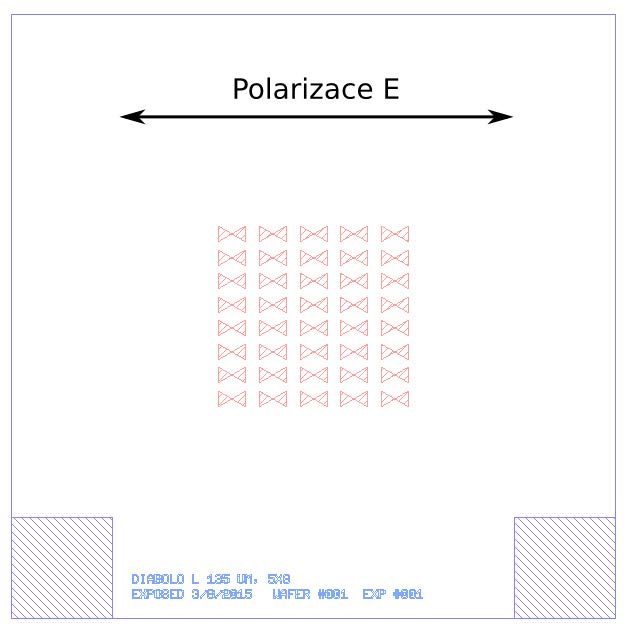 Polarizace E
DIABOLO L 135 UM, 5X8
EXPOSED 3/8/2015 WAFER #001 EXP #001